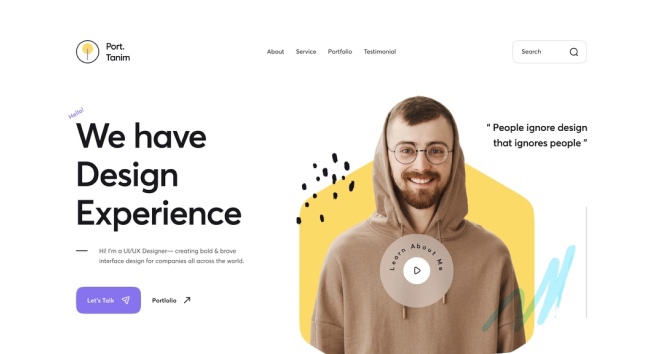 Port.
Tanim
About Service Portfolio Testimonial
Search
Hello!
We have
Design
Experience
“ People ignore design
that ignores people ”
Hi! I'm a UI/UX Designer— creating bold & brave
interface design for companies all across the world.
Let's Talk
Portfolio
Learn About Me